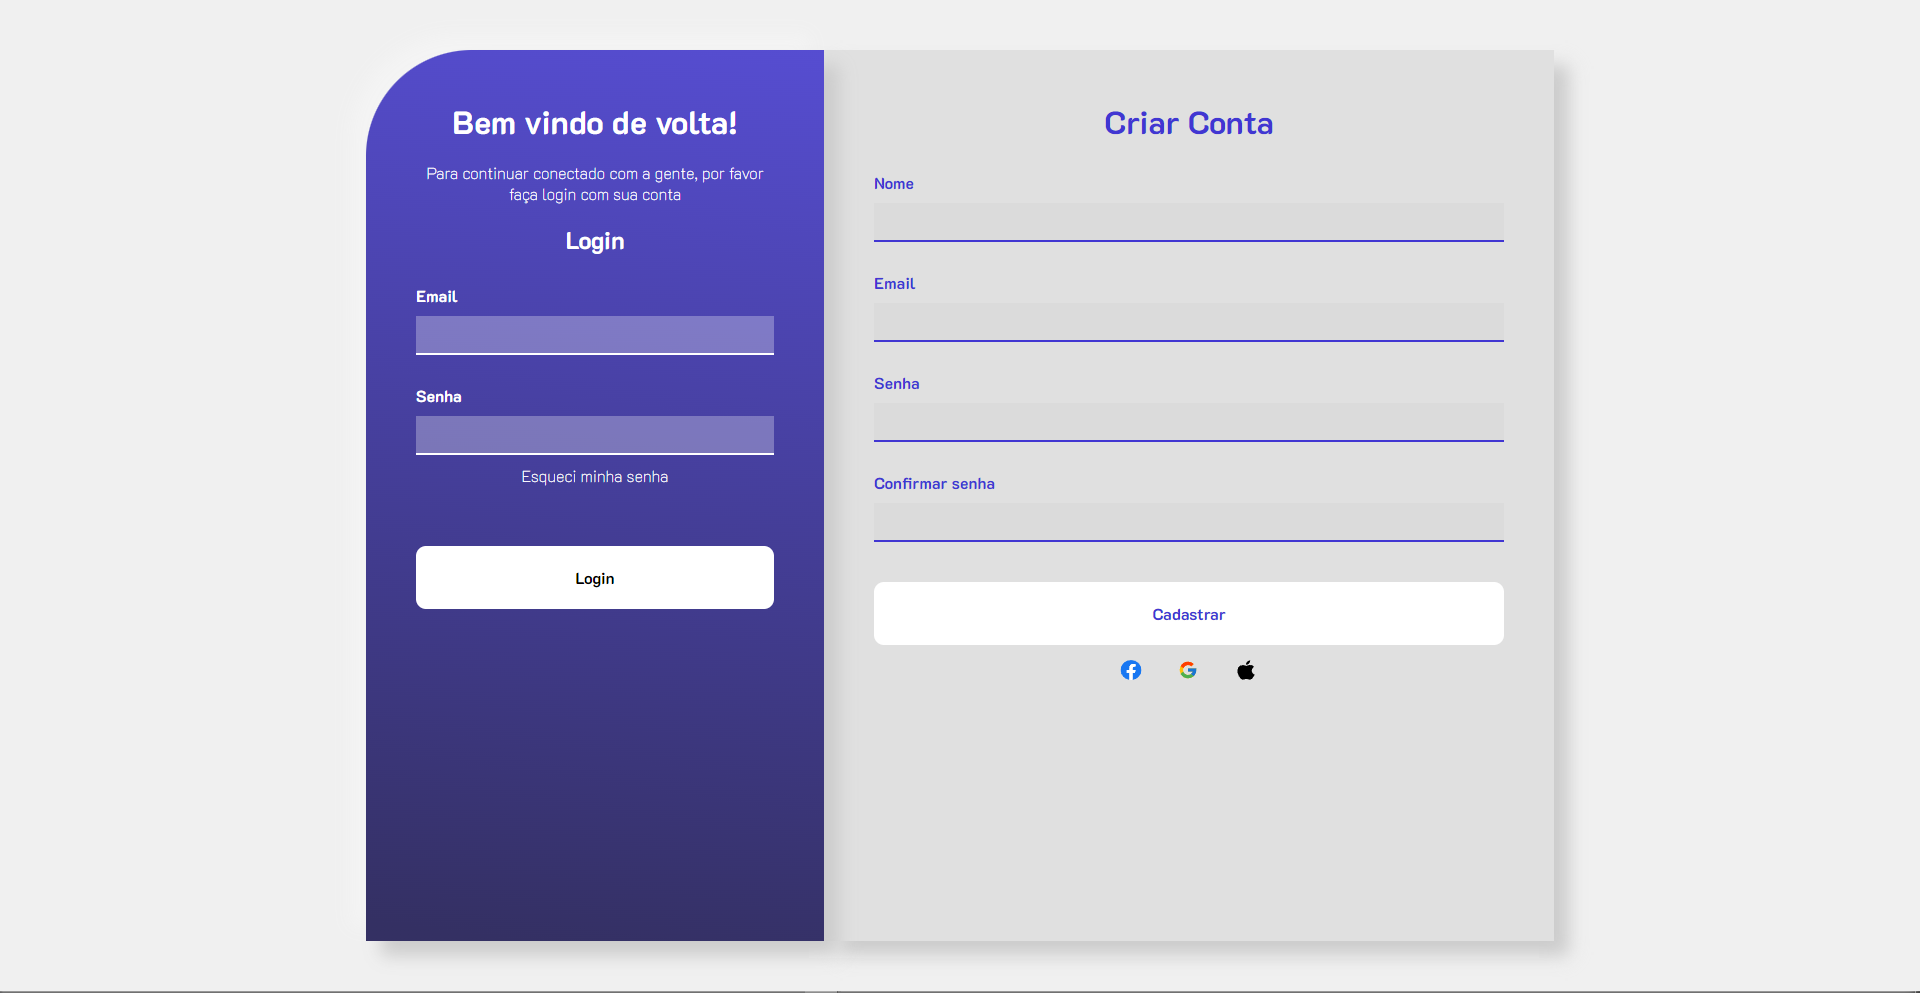 Bem vindo de volta!
Para continuar conectado com a gente, por favor
faça login com sua conta
Login
Email
Senha
Esqueci minha senha
Login
Criar Conta
Nome
Email
Senha
Confirmar senha
Cadastrar